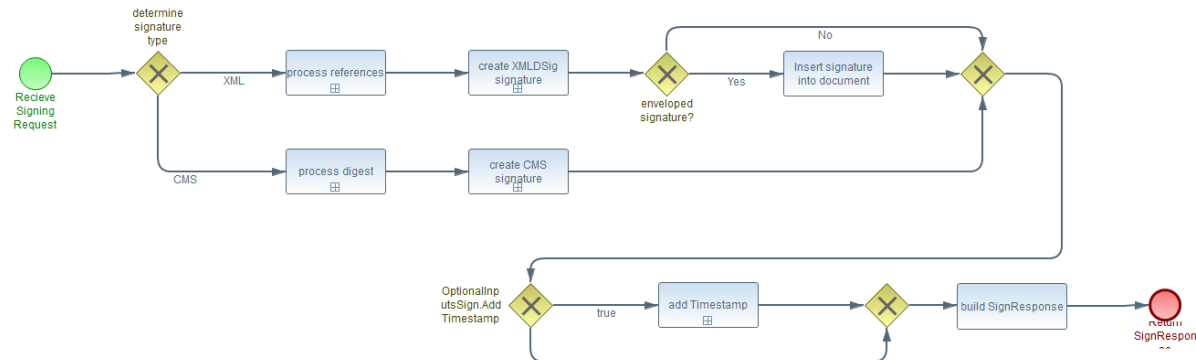 determine
signature
type
Recieve
Signing
Request
XML
process references
create XMLDSig
signature
enveloped
signature?
No
Yes
Insert signature
into document
CMS
process digest
create CMS
signature
OptionalInp
utsSign.Add
Timestamp
true
add Timestamp
build SignResponse
Return
SignRespon